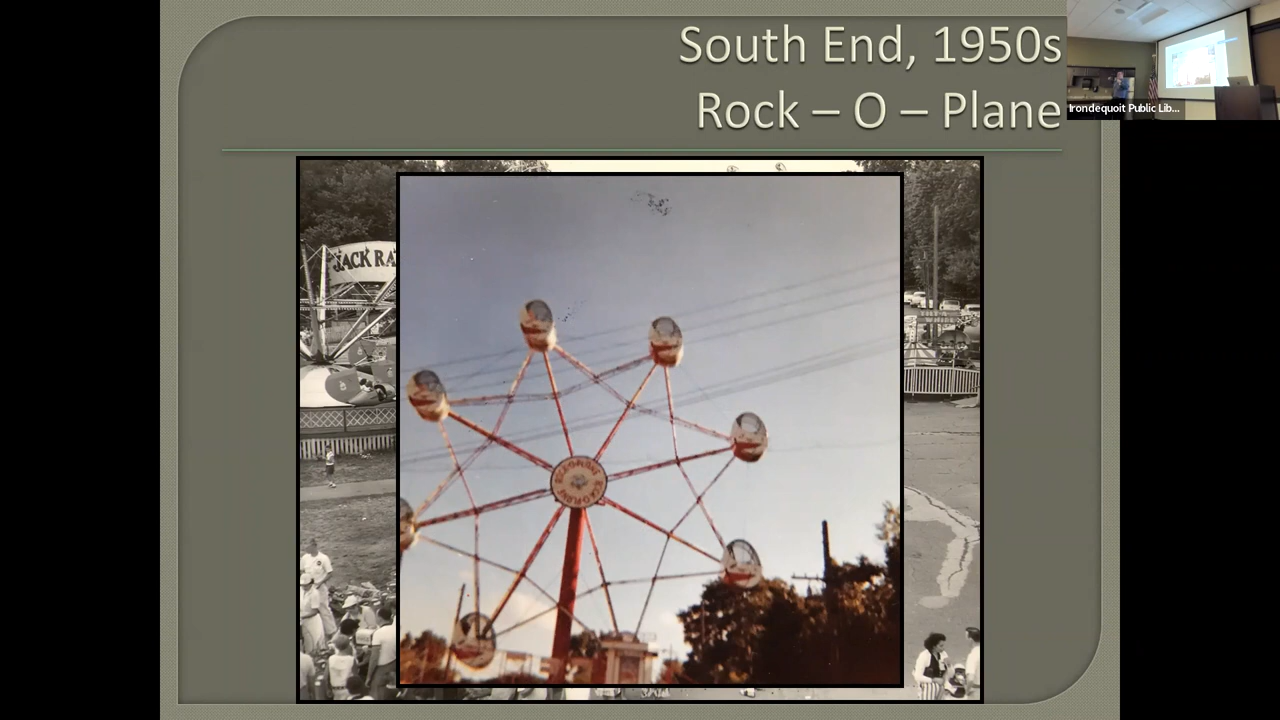 South End, 1950s
Rock – O – Plane
Irondequoit Public Lib...
JACK RA